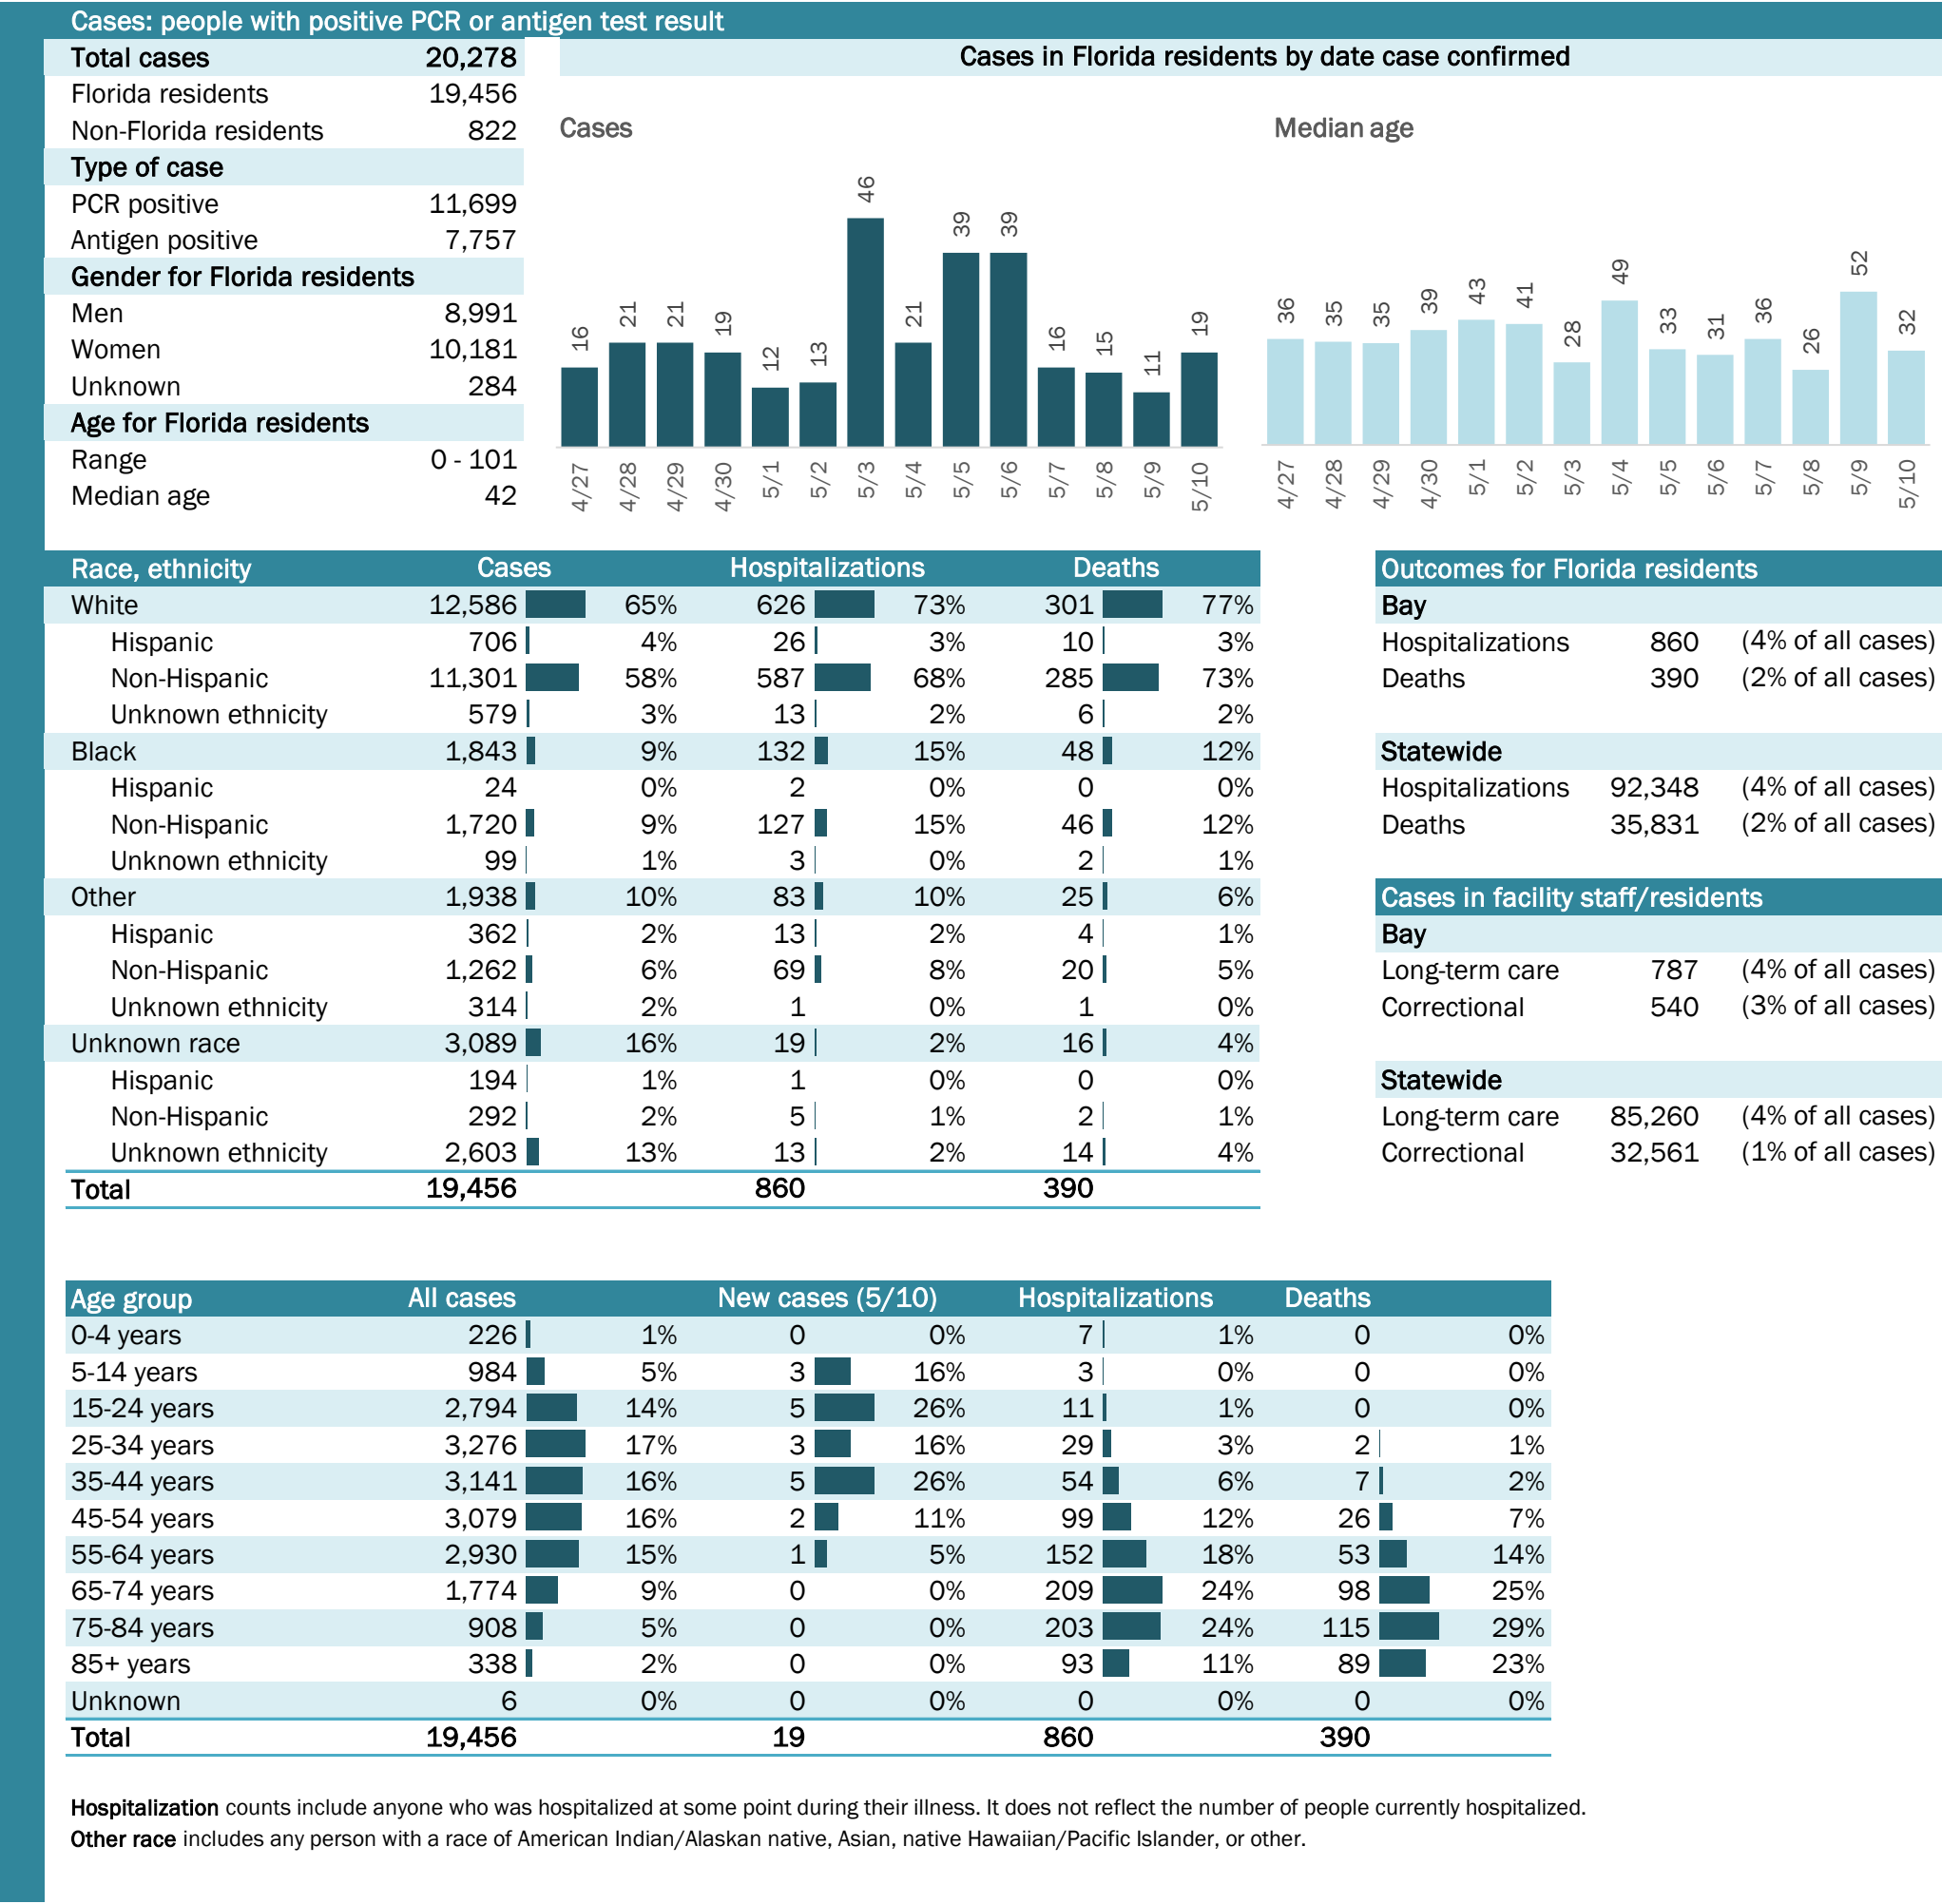 Cases: people with positive PCR or antigen test result
Total cases 20,278
Florida residents 19,456
Non-Florida residents 822
Type of case
PCR positive 11,699
Antigen positive 7,757
Gender for Florida residents
Men 8,991
Women 10,181
Unknown 284
Age for Florida residents
Range 0 - 101
Median age 42
Cases in Florida residents by date case confirmed
Cases
16 21 21 19 12 13 46 21 39 39 16 15 11 19
4/27 4/28 4/29 4/30 5/1 5/2 5/3 5/4 5/5 5/6 5/7 5/8 5/9 5/10
Median age
36 35 35 39 43 41 28 49 33 31 36 26 52 32
4/27 4/28 4/29 4/30 5/1 5/2 5/3 5/4 5/5 5/6 5/7 5/8 5/9 5/10
Race, ethnicity Cases Hospitalizations Deaths
White 12,586 65% 626 73% 301 77%
Hispanic 706 4% 26 3% 10 3%
Non-Hispanic 11,301 58% 587 68% 285 73%
Unknown ethnicity 579 3% 13 2% 6 2%
Black 1,843 9% 132 15% 48 12%
Hispanic 24 0% 2 0% 0 0%
Non-Hispanic 1,720 9% 127 15% 46 12%
Unknown ethnicity 99 1% 3 0% 2 1%
Other 1,938 10% 83 10% 25 6%
Hispanic 362 2% 13 2% 4 1%
Non-Hispanic 1,262 6% 69 8% 20 5%
Unknown ethnicity 314 2% 1 0% 1 0%
Unknown race 3,089 16% 19 2% 16 4%
Hispanic 194 1% 1 0% 0 0%
Non-Hispanic 292 2% 5 1% 2 1%
Unknown ethnicity 2,603 13% 13 2% 14 4%
Total 19,456 860 390
Outcomes for Florida residents
Bay
Hospitalizations 860 (4% of all cases)
Deaths 390 (2% of all cases)
Statewide
Hospitalizations 92,348 (4% of all cases)
Deaths 35,831 (2% of all cases)
Cases in facility staff/residents
Bay
Long-term care 787 (4% of all cases)
Correctional 540 (3% of all cases)
Statewide
Long-term care 85,260 (4% of all cases)
Correctional 32,561 (1% of all cases)
Age group All cases New cases (5/10) Hospitalizations Deaths
0-4 years 226 1% 0 0% 7 1% 0 0%
5-14 years 984 5% 3 16% 3 0% 0 0%
15-24 years 2,794 14% 5 26% 11 1% 0 0%
25-34 years 3,276 17% 3 16% 29 3% 2 1%
35-44 years 3,141 16% 5 26% 54 6% 7 2%
45-54 years 3,079 16% 2 11% 99 12% 26 7%
55-64 years 2,930 15% 1 5% 152 18% 53 14%
65-74 years 1,774 9% 0 0% 209 24% 98 25%
75-84 years 908 5% 0 0% 203 24% 115 29%
85+ years 338 2% 0 0% 93 11% 89 23%
Unknown 6 0% 0 0% 0 0% 0 0%
Total 19,456 19 860 390
Hospitalization counts include anyone who was hospitalized at some point during their illness. It does not reflect the number of people currently hospitalized.
Other race includes any person with a race of American Indian/Alaskan native, Asian, native Hawaiian/Pacific Islander, or other.